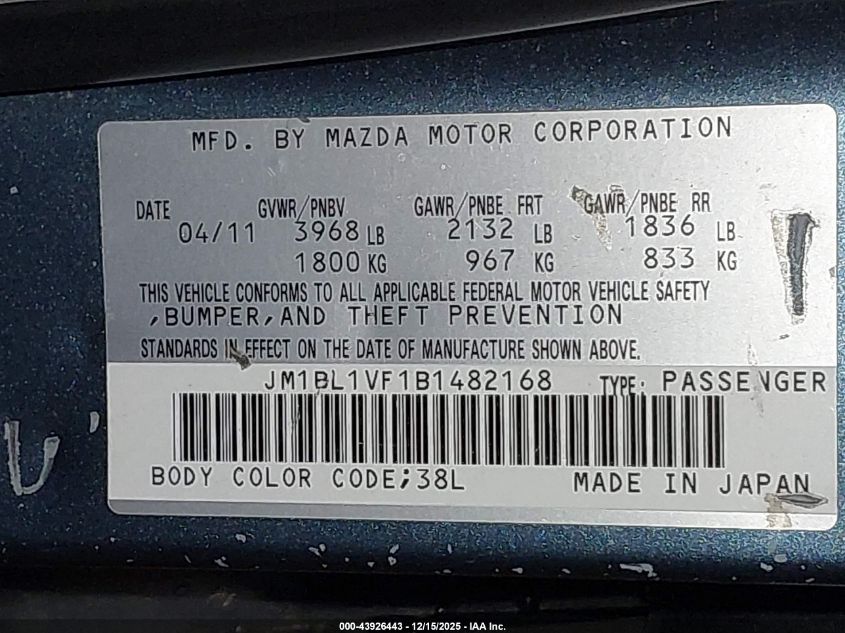 MFD. BY MAZDA MOTOR CORPORATION
DATE GVWR/PNBV GAWR/PNBE FRT GAWR/PNBE RR
04/11 3968 LB 2132 LB 1836 LB
1800 KG 967 KG 833 KG
THIS VEHICLE CONFORMS TO ALL APPLICABLE FEDERAL MOTOR VEHICLE SAFETY
,BUMPER,AND THEFT PREVENTION
STANDARDS IN EFFECT ON THE DATE OF MANUFACTURE SHOWN ABOVE.
JM1BL1VF1B1482168 TYPE: PASSENGER
BODY COLOR CODE;38L MADE IN JAPAN
000-43926443 - 12/15/2025 - IAA Inc.